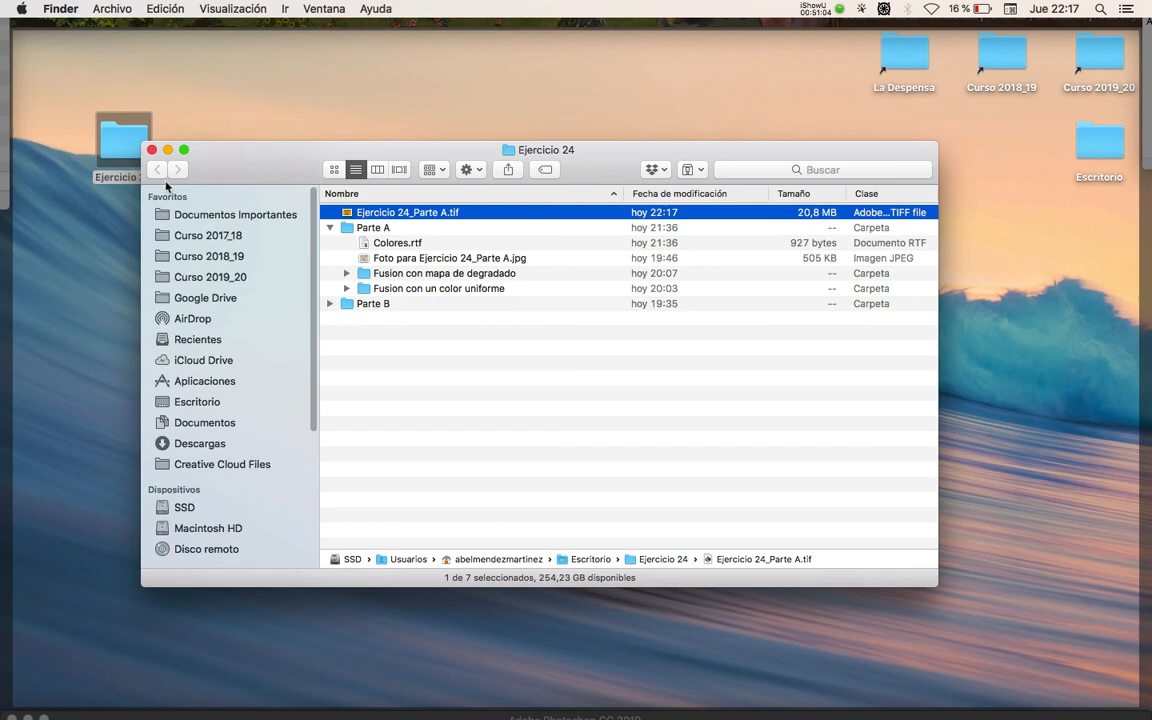 Finder Archivo Edición Visualización Ir Ventana Ayuda iShowU 00:51:04 16 % Jue 22:17
La Despensa Curso 2018_19 Curso 2019_20
Escritorio
Ejercicio
Ejercicio 24
Buscar
Favoritos
Documentos Importantes
Curso 2017_18
Curso 2018_19
Curso 2019_20
Google Drive
AirDrop
Recientes
iCloud Drive
Aplicaciones
Escritorio
Documentos
Descargas
Creative Cloud Files
Dispositivos
SSD
Macintosh HD
Disco remoto
Nombre Fecha de modificación Tamaño Clase
Ejercicio 24_Parte A.tif hoy 22:17 20,8 MB Adobe...TIFF file
Parte A hoy 21:36 -- Carpeta
Colores.rtf hoy 21:36 927 bytes Documento RTF
Foto para Ejercicio 24_Parte A.jpg hoy 19:46 505 KB Imagen JPEG
Fusion con mapa de degradado hoy 20:07 -- Carpeta
Fusion con un color uniforme hoy 20:03 -- Carpeta
Parte B hoy 19:35 -- Carpeta
SSD › Usuarios › abelmendezmartinez › Escritorio › Ejercicio 24 › Ejercicio 24_Parte A.tif
1 de 7 seleccionados, 254,23 GB disponibles
Adobe Photoshop CC 2019